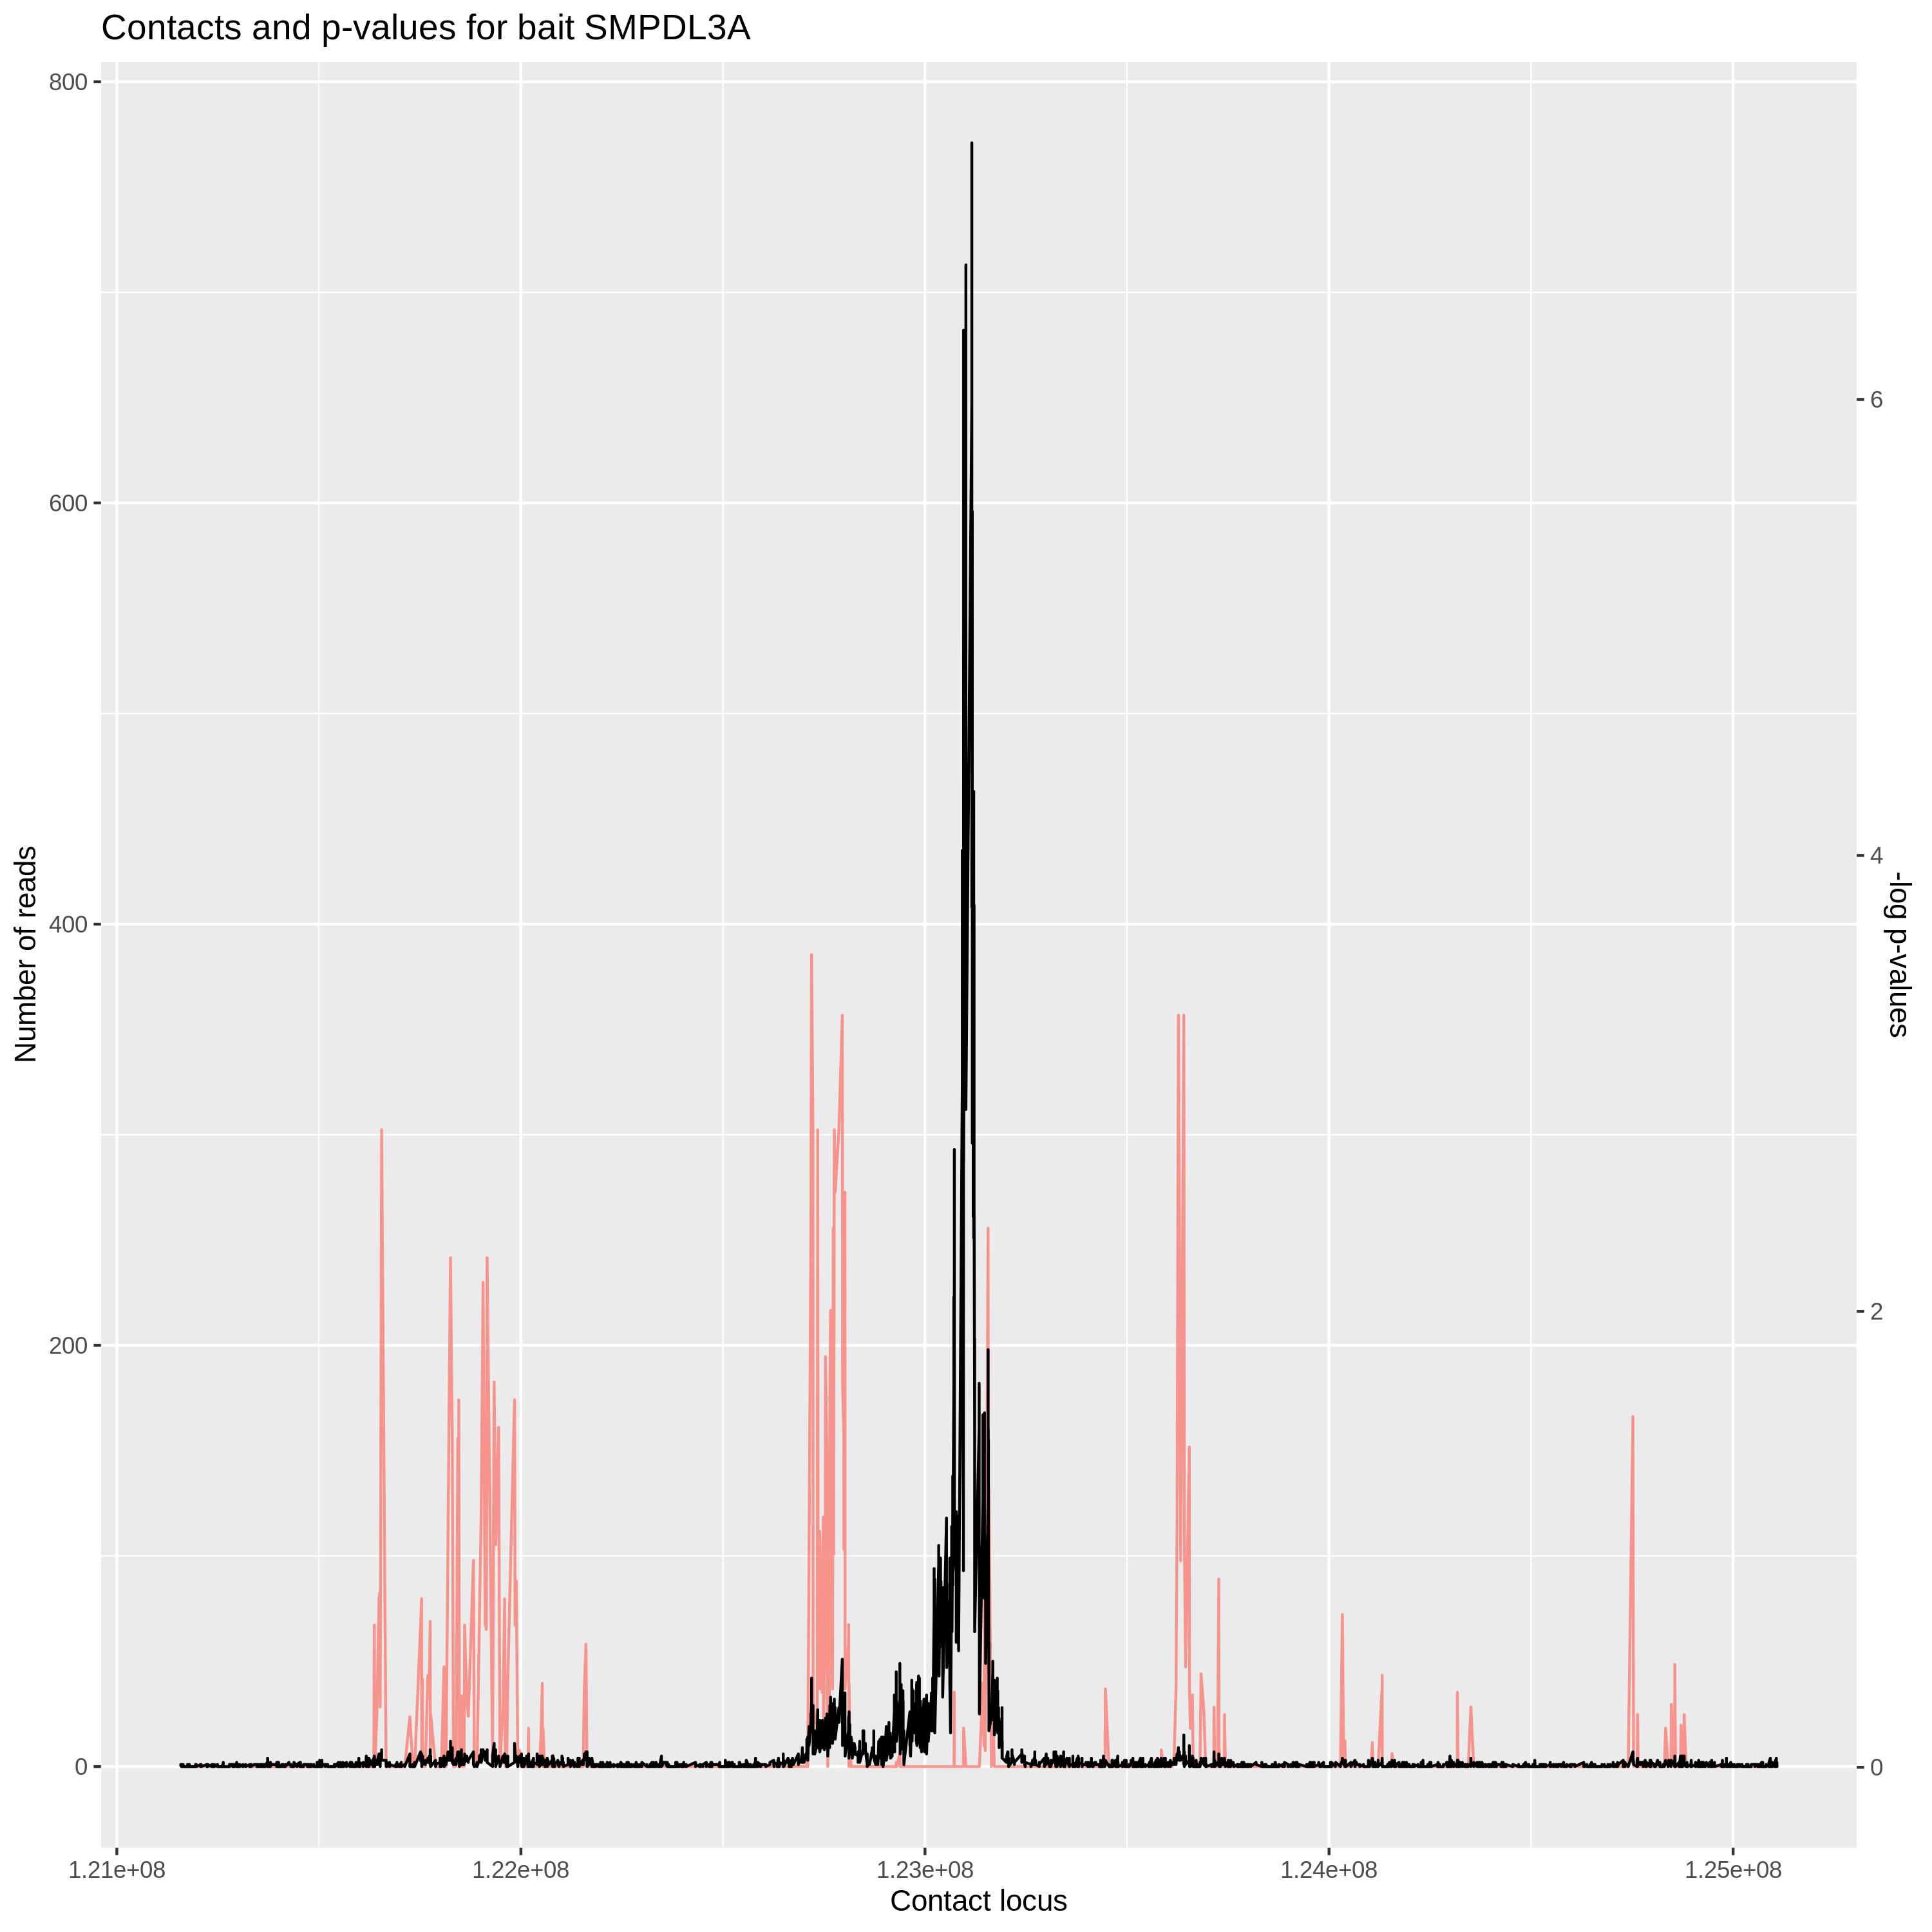 Contacts and p-values for bait SMPDL3A
800
600
400
200
0
Number of reads
6
4
2
0
-log p-values
1.21e+08
1.22e+08
1.23e+08
1.24e+08
1.25e+08
Contact locus